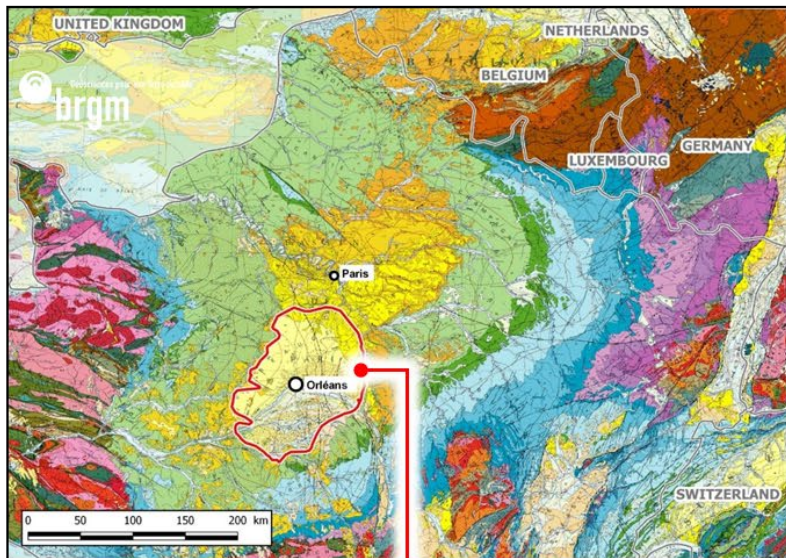 UNITED KINGDOM
NETHERLANDS
BELGIUM
brgm
GERMANY
LUXEMBOURG
Paris
Orléans
SWITZERLAND
0 50 100 150 200 km